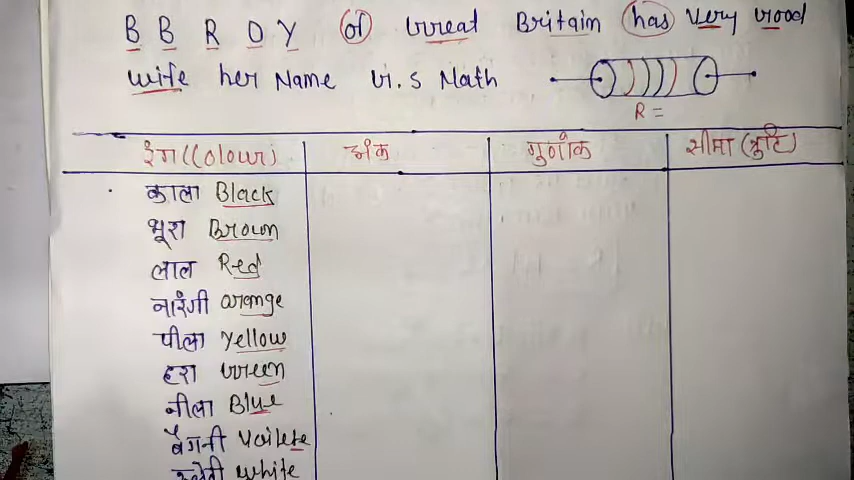 B B R O Y of Great Britain has very Good
wife her Name G.S Math
R =
रंग (Colour) अंक गुणांक सीमा (त्रुटि)
काला Black
भूरा Brown
लाल Red
नारंगी orange
पीला yellow
हरा Green
नीला Blue
बैगनी Voilete
white